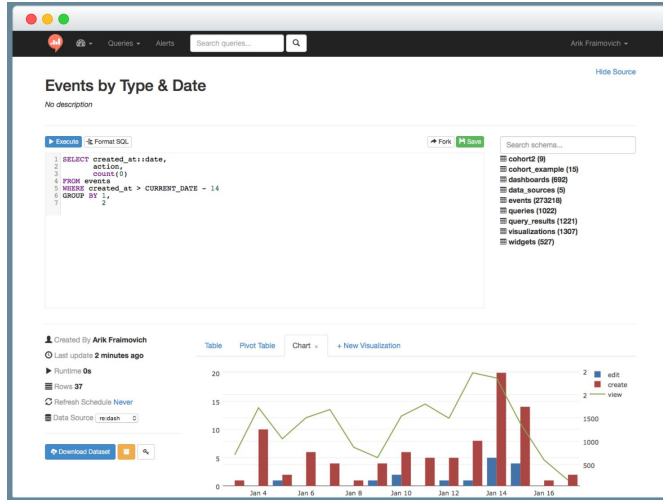 Queries Alerts Search queries... Arik Fraimovich
Hide Source
Events by Type & Date
No description
Execute Format SQL Fork Save
Search schema...
1 SELECT created_at::date,
2 action,
3 count(0)
4 FROM events
5 WHERE created_at > CURRENT_DATE - 14
6 GROUP BY 1,
7 2
cohort2 (9)
cohort_example (15)
dashboards (692)
data_sources (5)
events (273218)
queries (1022)
query_results (1221)
visualizations (1307)
widgets (527)
Created By Arik Fraimovich
Last update 2 minutes ago
Runtime 0s
Rows 37
Refresh Schedule Never
Data Source re:dash
Download Dataset
Table Pivot Table Chart × + New Visualization
20
15
10
5
0
Jan 4 Jan 6 Jan 8 Jan 10 Jan 12 Jan 14 Jan 16
2
2
1500
1000
500
edit
create
view